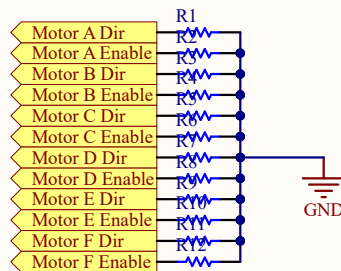 R1
Motor A Dir
R2
Motor A Enable
R3
Motor B Dir
R4
Motor B Enable
R5
Motor C Dir
R6
Motor C Enable
R7
Motor D Dir
R8
Motor D Enable
R9
Motor E Dir
R10
Motor E Enable
R11
Motor F Dir
R12
Motor F Enable
GND